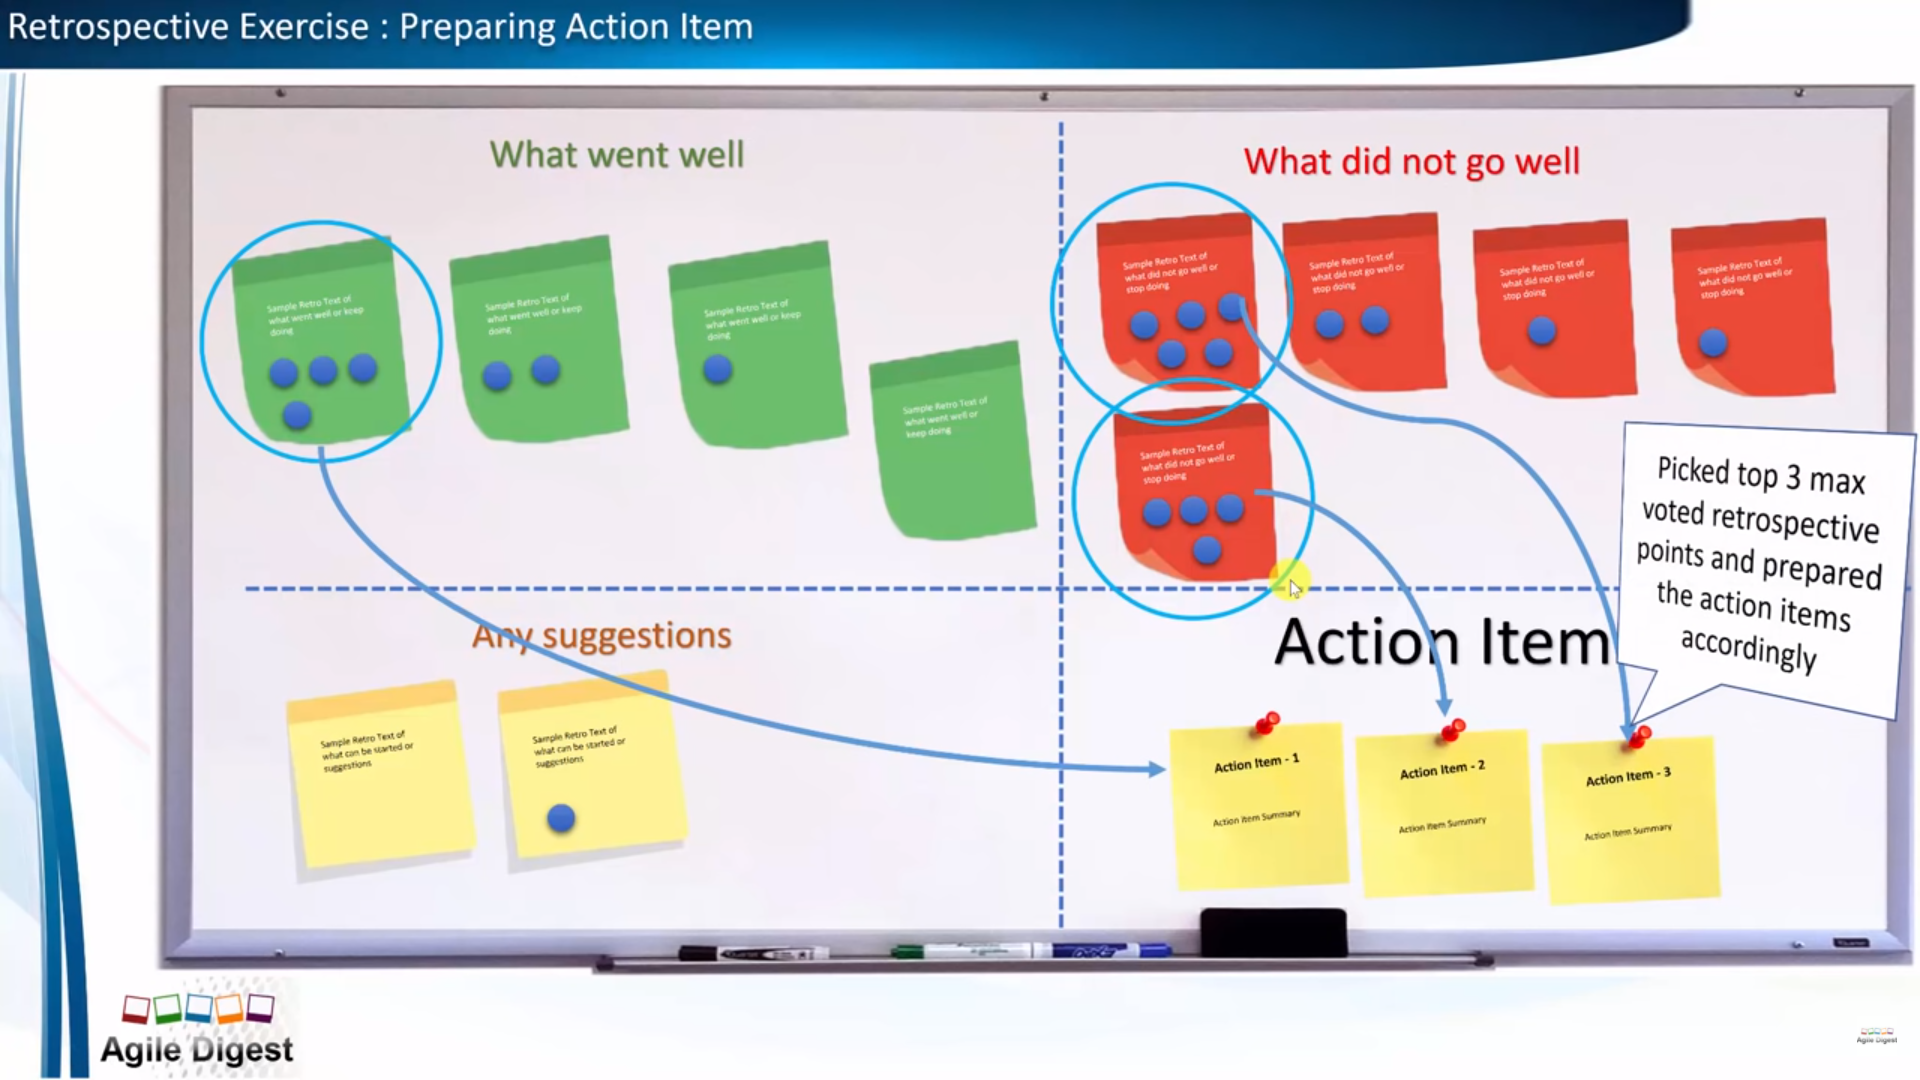 Retrospective Exercise : Preparing Action Item
What went well
What did not go well
Sample Retro Text of
what went well or keep
doing
Sample Retro Text of
what went well or keep
doing
Sample Retro Text of
what went well or keep
doing
Sample Retro Text of
what went well or
keep doing
Sample Retro Text of
what did not go well or
stop doing
Sample Retro Text of
what did not go well or
stop doing
Sample Retro Text of
what did not go well or
stop doing
Sample Retro Text of
what did not go well or
stop doing
Sample Retro Text of
what did not go well or
stop doing
Picked top 3 max
voted retrospective
points and prepared
the action items
accordingly
Any suggestions
Sample Retro Text of
what can be started or
suggestions
Sample Retro Text of
what can be started or
suggestions
Action Item
Action Item - 1
Action Item Summary
Action Item - 2
Action Item Summary
Action Item - 3
Action Item Summary
Agile Digest
Agile Digest